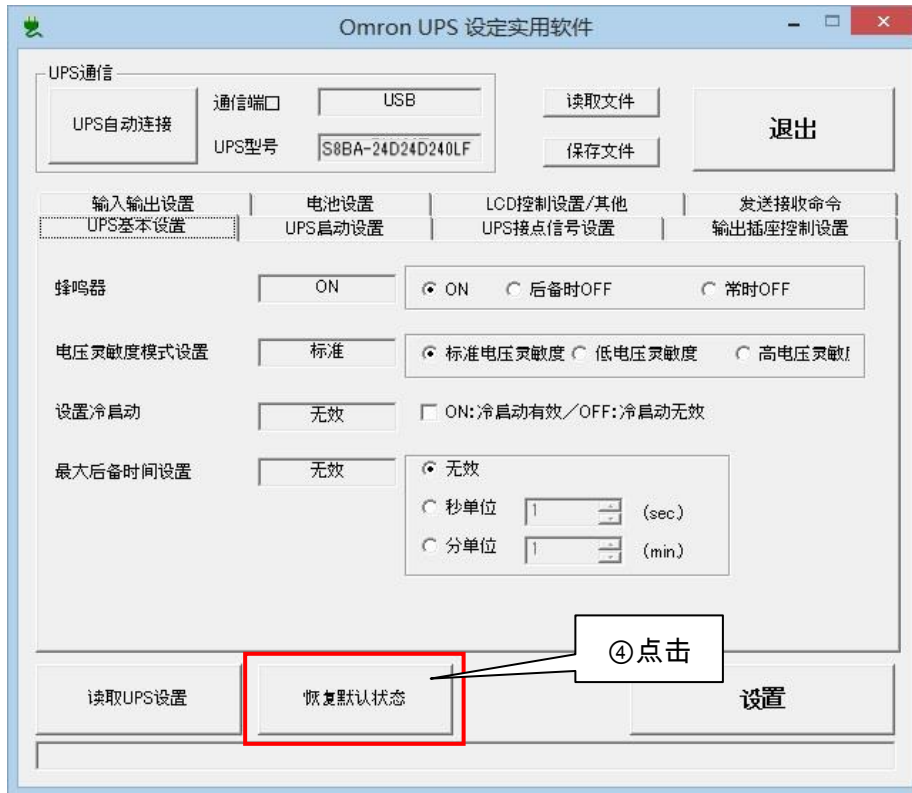 Omron UPS 设定实用软件
UPS通信
UPS自动连接
通信端口
USB
UPS型号
S8BA-24D24D240LF
读取文件
保存文件
退出
输入输出设置
电池设置
LCD控制设置/其他
发送接收命令
UPS基本设置
UPS启动设置
UPS接点信号设置
输出插座控制设置
蜂鸣器
ON
ON
后备时OFF
常时OFF
电压灵敏度模式设置
标准
标准电压灵敏度
低电压灵敏度
高电压灵敏
设置冷启动
无效
ON:冷启动有效／OFF:冷启动无效
最大后备时间设置
无效
无效
秒单位
1
(sec.)
分单位
1
(min.)
④点击
读取UPS设置
恢复默认状态
设置